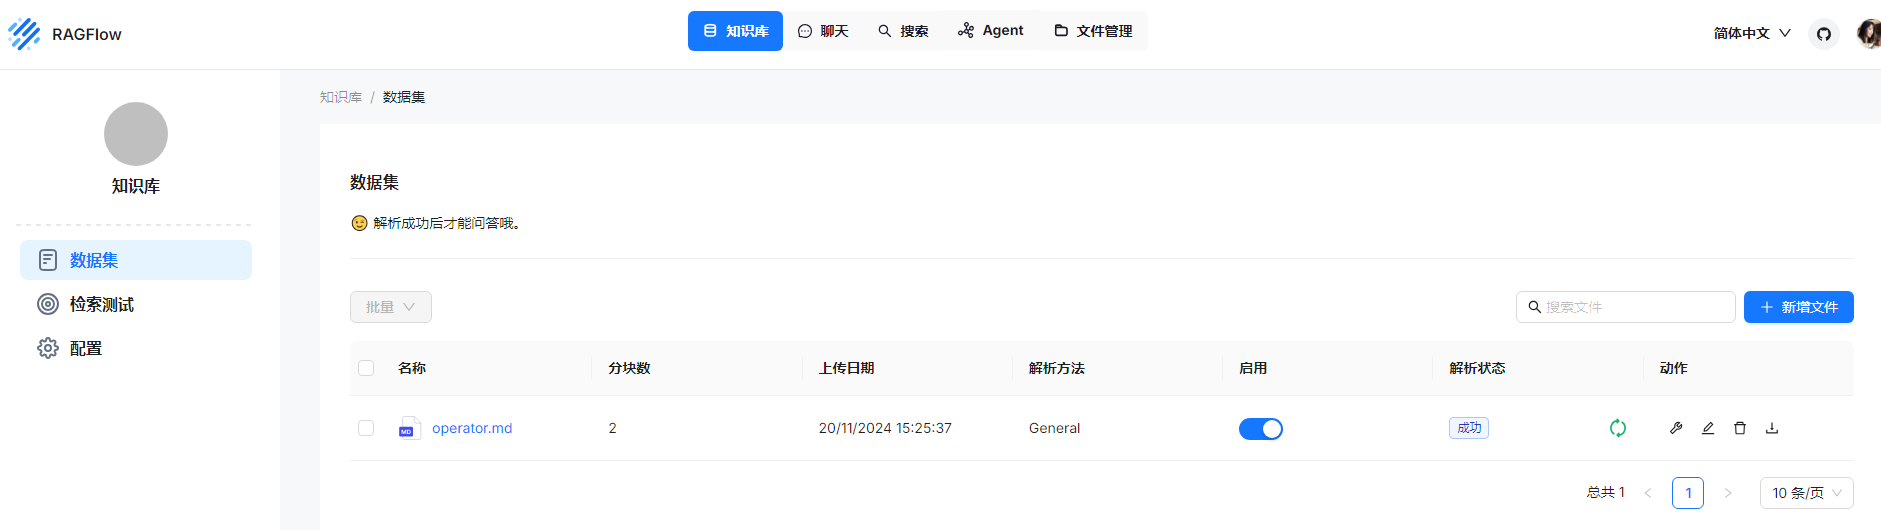 RAGFlow 知识库 聊天 搜索 Agent 文件管理 简体中文
知识库 / 数据集
知识库
数据集
检索测试
配置
数据集
😉 解析成功后才能问答哦。
批量 搜索文件 新增文件
名称 分块数 上传日期 解析方法 启用 解析状态 动作
MD operator.md 2 20/11/2024 15:25:37 General 成功
总共 1 < 1 > 10 条/页